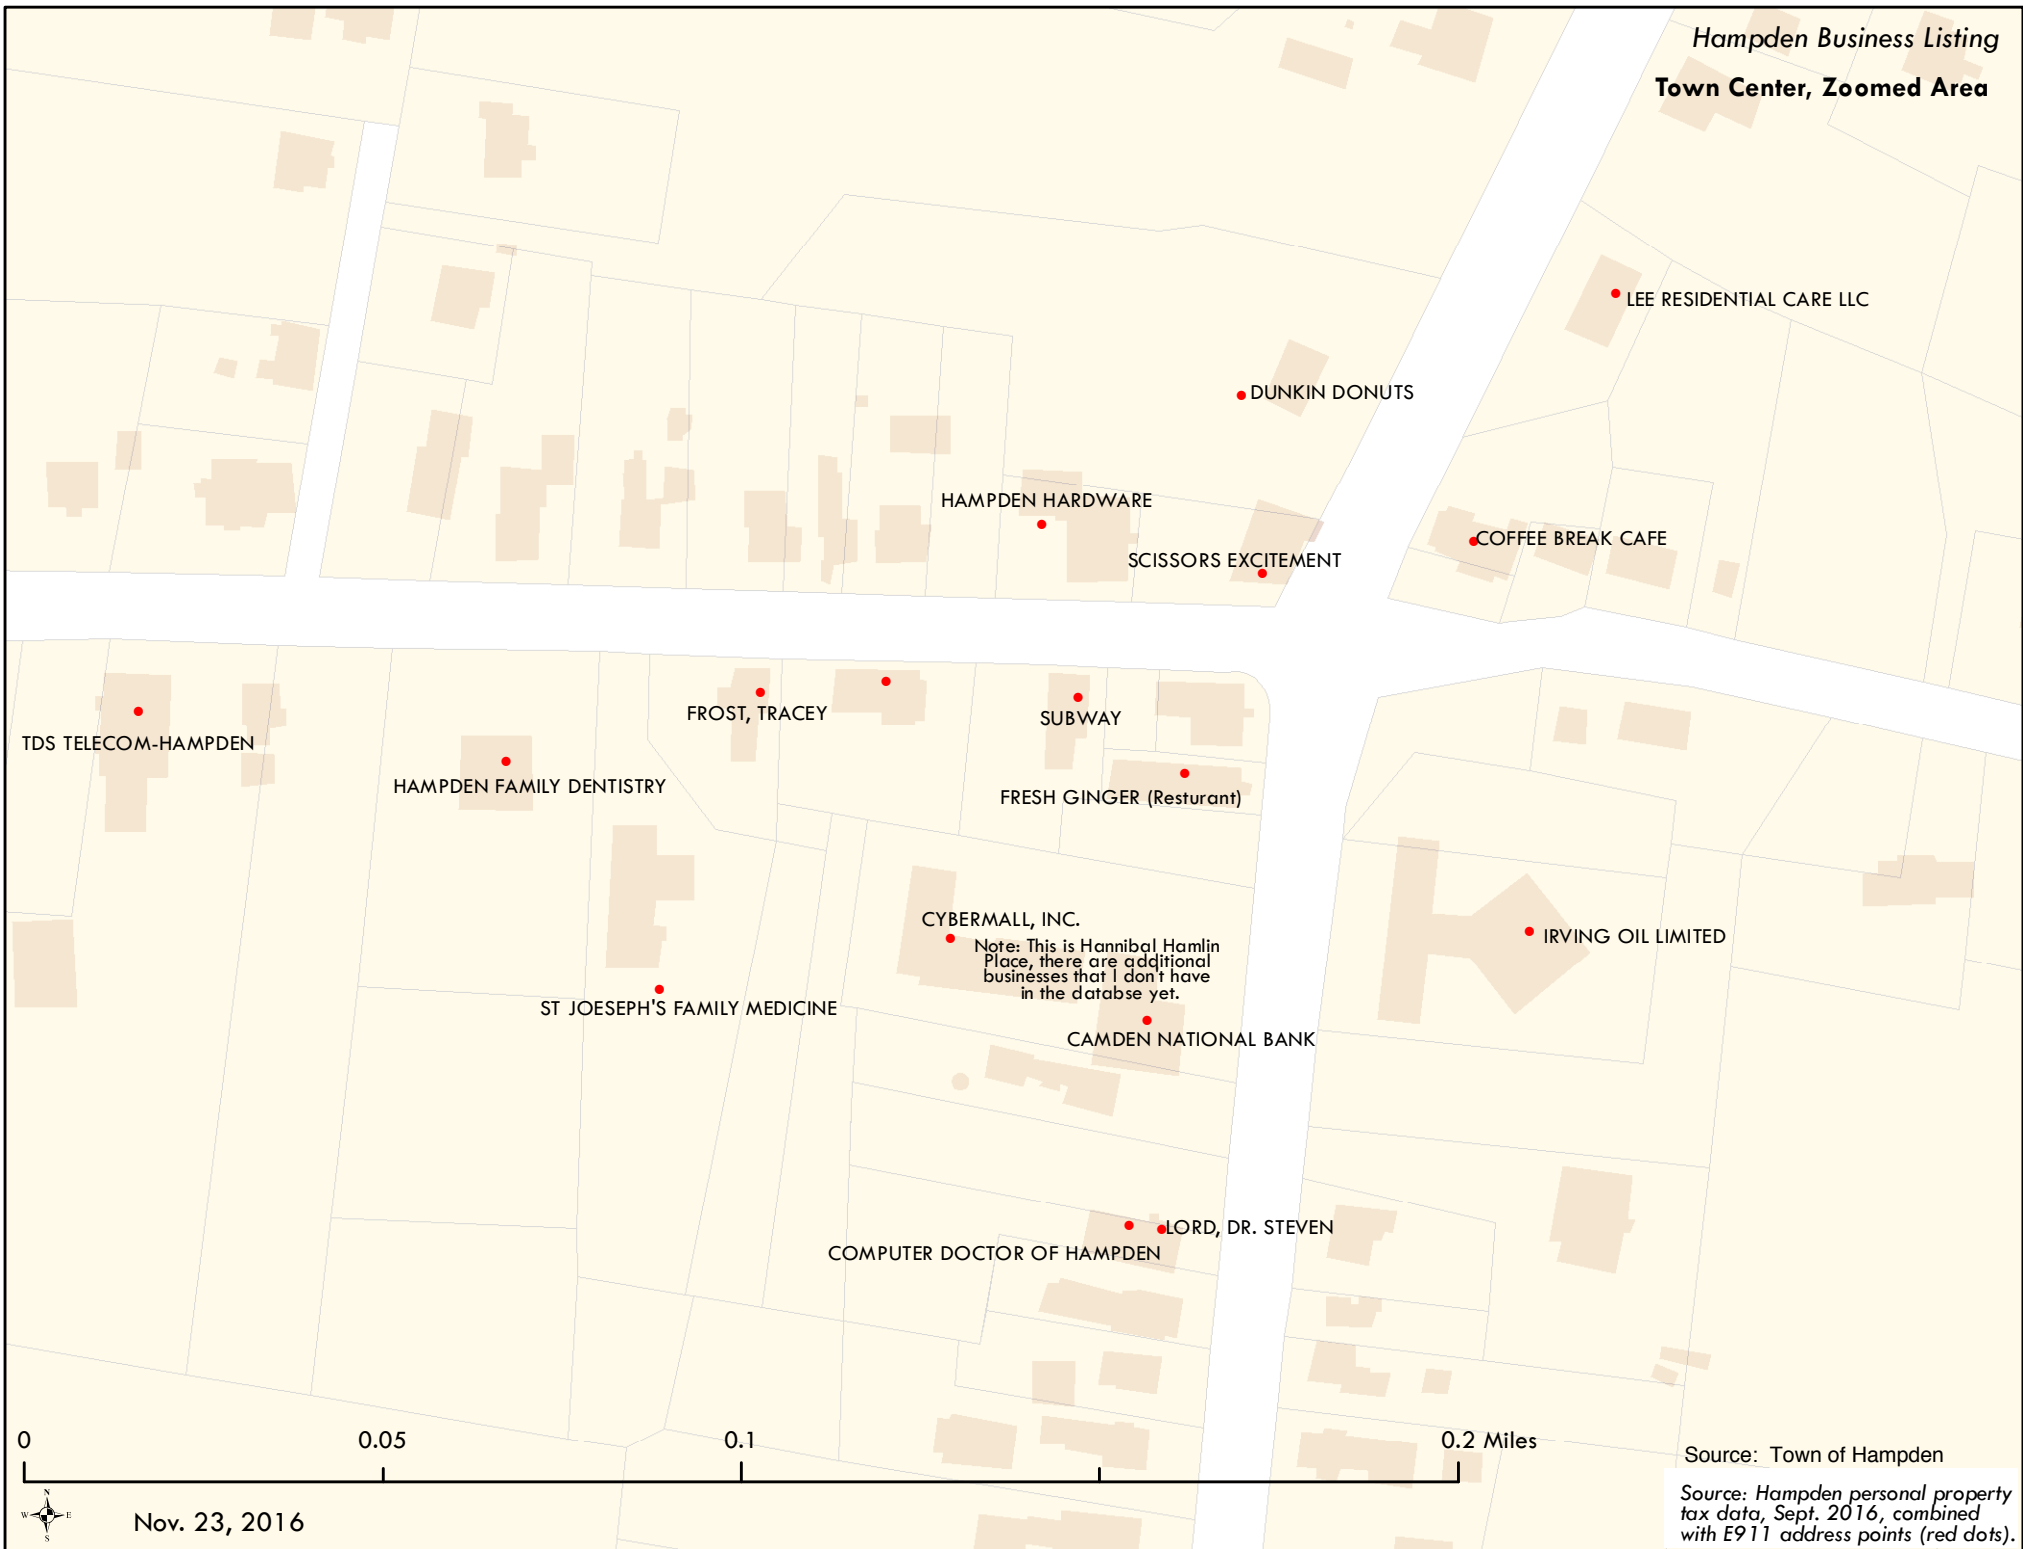 Hampden Business Listing
Town Center, Zoomed Area
LEE RESIDENTIAL CARE LLC
DUNKIN DONUTS
HAMPDEN HARDWARE
COFFEE BREAK CAFE
SCISSORS EXCITEMENT
FROST, TRACEY
SUBWAY
TDS TELECOM-HAMPDEN
HAMPDEN FAMILY DENTISTRY
FRESH GINGER (Resturant)
CYBERMALL, INC.
Note: This is Hannibal Hamlin
Place, there are additional
businesses that I don't have
in the databse yet.
IRVING OIL LIMITED
ST JOESEPH'S FAMILY MEDICINE
CAMDEN NATIONAL BANK
LORD, DR. STEVEN
COMPUTER DOCTOR OF HAMPDEN
0 0.05 0.1 0.2 Miles
Source: Town of Hampden
Source: Hampden personal property
tax data, Sept. 2016, combined
with E911 address points (red dots).
N
W E
S
Nov. 23, 2016